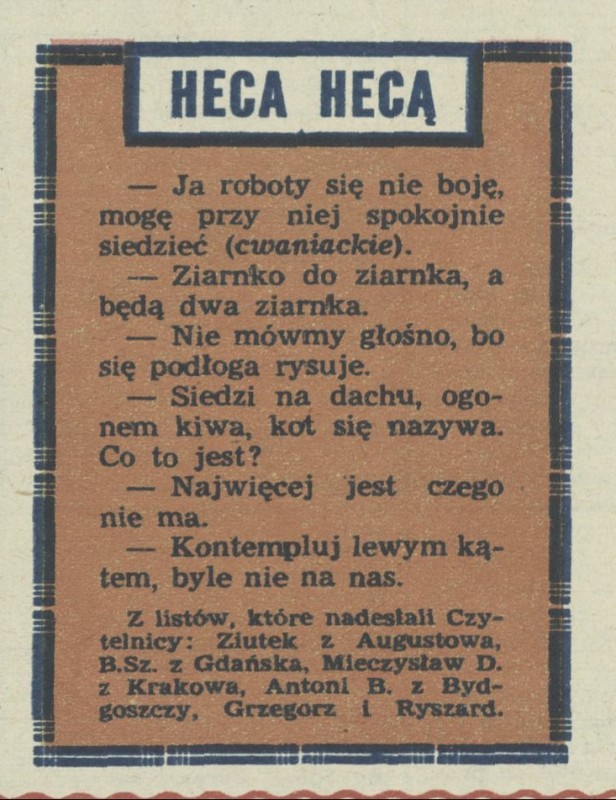 HECA HECĄ
— Ja roboty się nie boję,
mogę przy niej spokojnie
siedzieć (cwaniackie).
— Ziarnko do ziarnka, a
będą dwa ziarnka.
— Nie mówmy głośno, bo
się podłoga rysuje.
— Siedzi na dachu, ogo-
nem kiwa, kot się nazywa.
Co to jest?
— Najwięcej jest czego
nie ma.
— Kontempluj lewym ką-
tem, byle nie na nas.
Z listów, które nadesłali Czy-
telnicy: Ziutek z Augustowa,
B.Sz. z Gdańska, Mieczysław D.
z Krakowa, Antoni B. z Byd-
goszczy, Grzegorz i Ryszard.